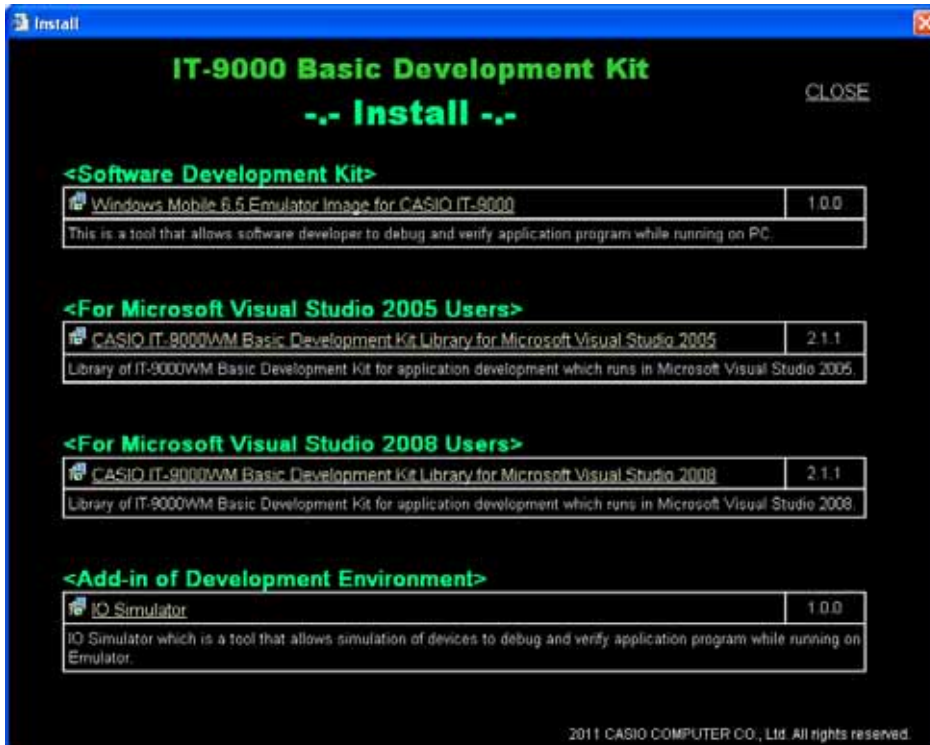 Install
IT-9000 Basic Development Kit
CLOSE
-.- Install -.-
<Software Development Kit>
Windows Mobile 6.5 Emulator Image for CASIO IT-9000 1.0.0
This is a tool that allows software developer to debug and verify application program while running on PC.
<For Microsoft Visual Studio 2005 Users>
CASIO IT-9000WM Basic Development Kit Library for Microsoft Visual Studio 2005 2.1.1
Library of IT-9000WM Basic Development Kit for application development which runs in Microsoft Visual Studio 2005.
<For Microsoft Visual Studio 2008 Users>
CASIO IT-9000WM Basic Development Kit Library for Microsoft Visual Studio 2008 2.1.1
Library of IT-9000WM Basic Development Kit for application development which runs in Microsoft Visual Studio 2008.
<Add-in of Development Environment>
IO Simulator 1.0.0
IO Simulator which is a tool that allows simulation of devices to debug and verify application program while running on
Emulator.
2011 CASIO COMPUTER CO., Ltd. All rights reserved.